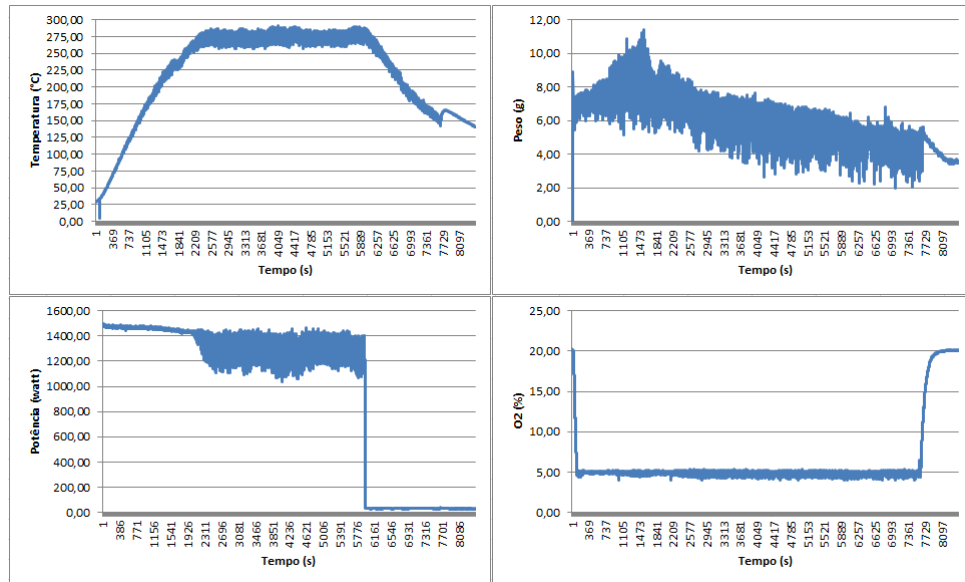 Temperatura (°C)
300,00
275,00
250,00
225,00
200,00
175,00
150,00
125,00
100,00
75,00
50,00
25,00
0,00
1 369 737 1105 1473 1841 2209 2577 2945 3313 3681 4049 4417 4785 5153 5521 5889 6257 6625 6993 7361 7729 8097
Tempo (s)
Peso (g)
12,00
10,00
8,00
6,00
4,00
2,00
0,00
1 369 737 1105 1473 1841 2209 2577 2945 3313 3681 4049 4417 4785 5153 5521 5889 6257 6625 6993 7361 7729 8097
Tempo (s)
Potência (watt)
1600,00
1400,00
1200,00
1000,00
800,00
600,00
400,00
200,00
0,00
1 386 771 1156 1541 1926 2311 2696 3081 3466 3851 4236 4621 5006 5391 5776 6161 6546 6931 7316 7701 8086
Tempo (s)
O2 (%)
20,00
15,00
10,00
5,00
0,00
1 369 737 1105 1473 1841 2209 2577 2945 3313 3681 4049 4417 4785 5153 5521 5889 6257 6625 6993 7361 7729 8097
Tempo (s)